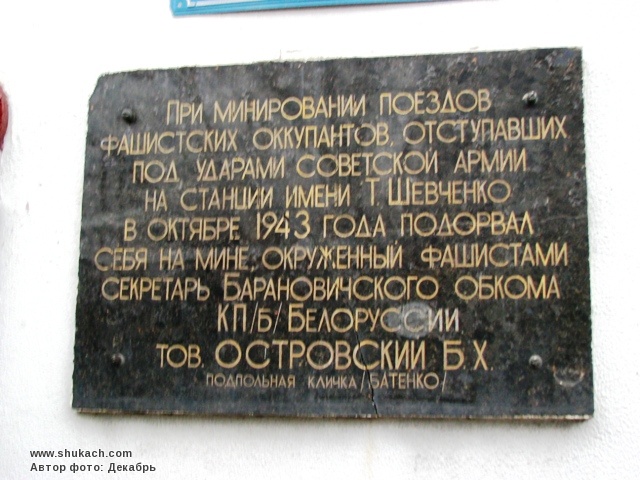 При минировании поездов
фашистских оккупантов, отступавших
под ударами Советской Армии
на станции имени Т. Шевченко
в октябре 1943 года подорвал
себя на мине, окруженный фашистами
секретарь Барановичского обкома
КП/б/ Белоруссии
тов. ОСТРОВСКИЙ Б.Х.
подпольная кличка /Батенко/
www.shukach.com
Автор фото: Декабрь